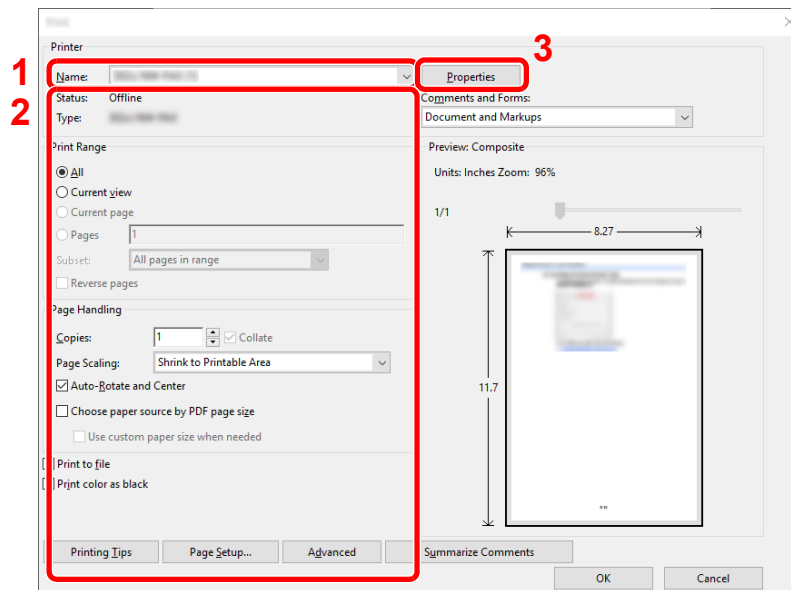 3
Printer
1 Name: Properties
2 Status: Offline Comments and Forms:
Type: Document and Markups
Print Range Preview: Composite
All Units: Inches Zoom: 96%
Current view
Current page 1/1
Pages 1 8.27
Subset: All pages in range
Reverse pages
Page Handling
Copies: 1 Collate
Page Scaling: Shrink to Printable Area
Auto-Rotate and Center 11.7
Choose paper source by PDF page size
Use custom paper size when needed
Print to file
Print color as black
Printing Tips Page Setup... Advanced Summarize Comments
OK Cancel